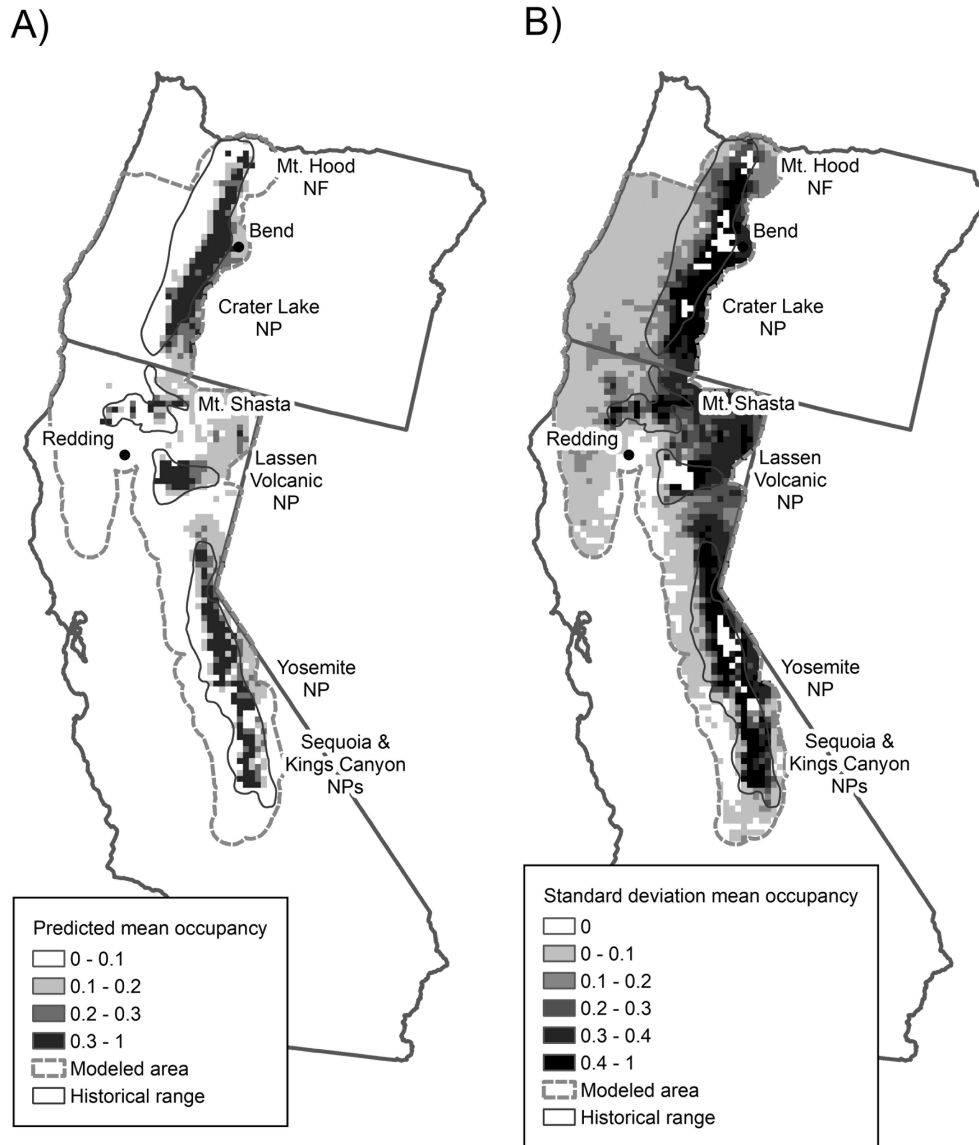 A)
Mt. Hood
NF
Bend
Crater Lake
NP
Mt. Shasta
Redding
Lassen
Volcanic
NP
Yosemite
NP
Sequoia &
Kings Canyon
NPs
Predicted mean occupancy
0 - 0.1
0.1 - 0.2
0.2 - 0.3
0.3 - 1
Modeled area
Historical range
B)
Mt. Hood
NF
Bend
Crater Lake
NP
Mt. Shasta
Redding
Lassen
Volcanic
NP
Yosemite
NP
Sequoia &
Kings Canyon
NPs
Standard deviation mean occupancy
0
0 - 0.1
0.1 - 0.2
0.2 - 0.3
0.3 - 0.4
0.4 - 1
Modeled area
Historical range